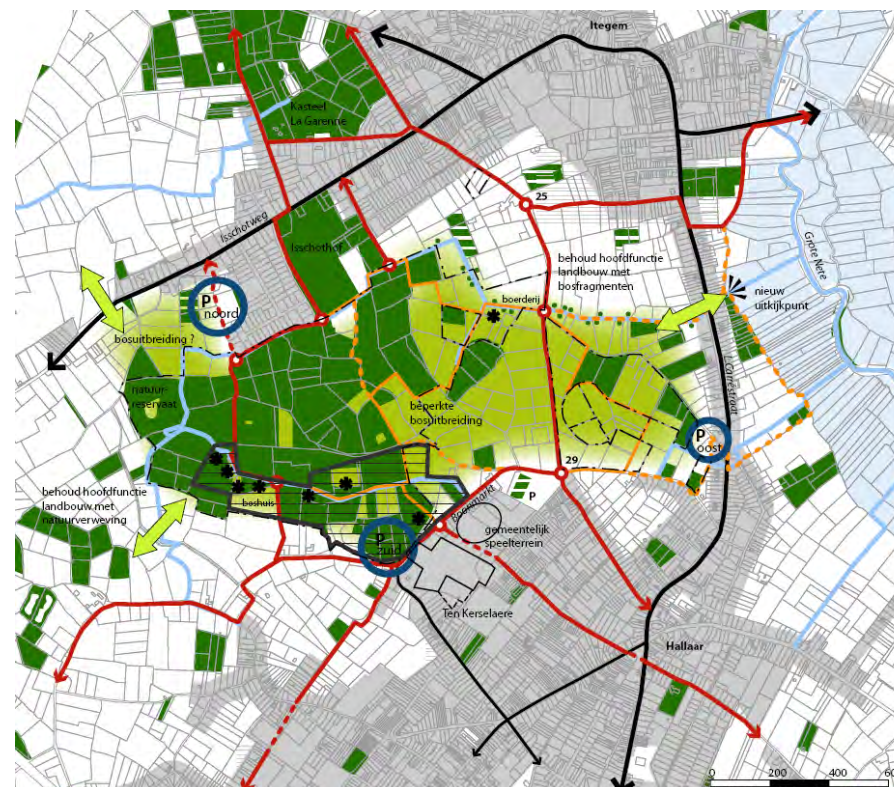 Itegem
Kasteel
La Garenne
25
Isschotweg
Isschothof
behoud hoofdfunctie
landbouw met
bosfragmenten
Grote Nete
P
noord
boerderij
nieuw
uitkijkpunt
bosuitbreiding ?
natuur-
reservaat
beperkte
bosuitbreiding
L. Carréstraat
P
oost
29
behoud hoofdfunctie
landbouw met
natuurverweving
boshuis
P
Boonmarkt
gemeentelijk
speelterrein
P
zuid
Ten Kerselaere
Hallaar
0 200 400 60